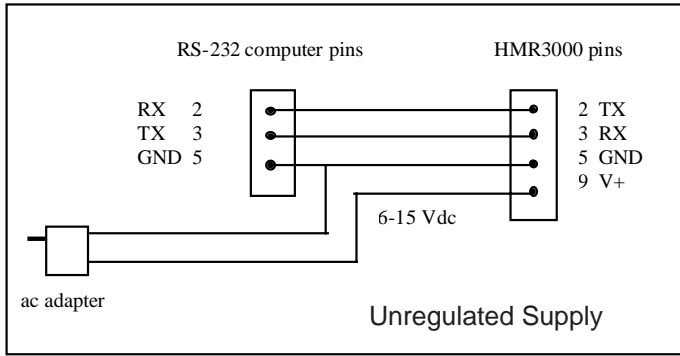 RS-232 computer pins HMR3000 pins
RX 2 2 TX
TX 3 3 RX
GND 5 5 GND
9 V+
6-15 Vdc
ac adapter
Unregulated Supply